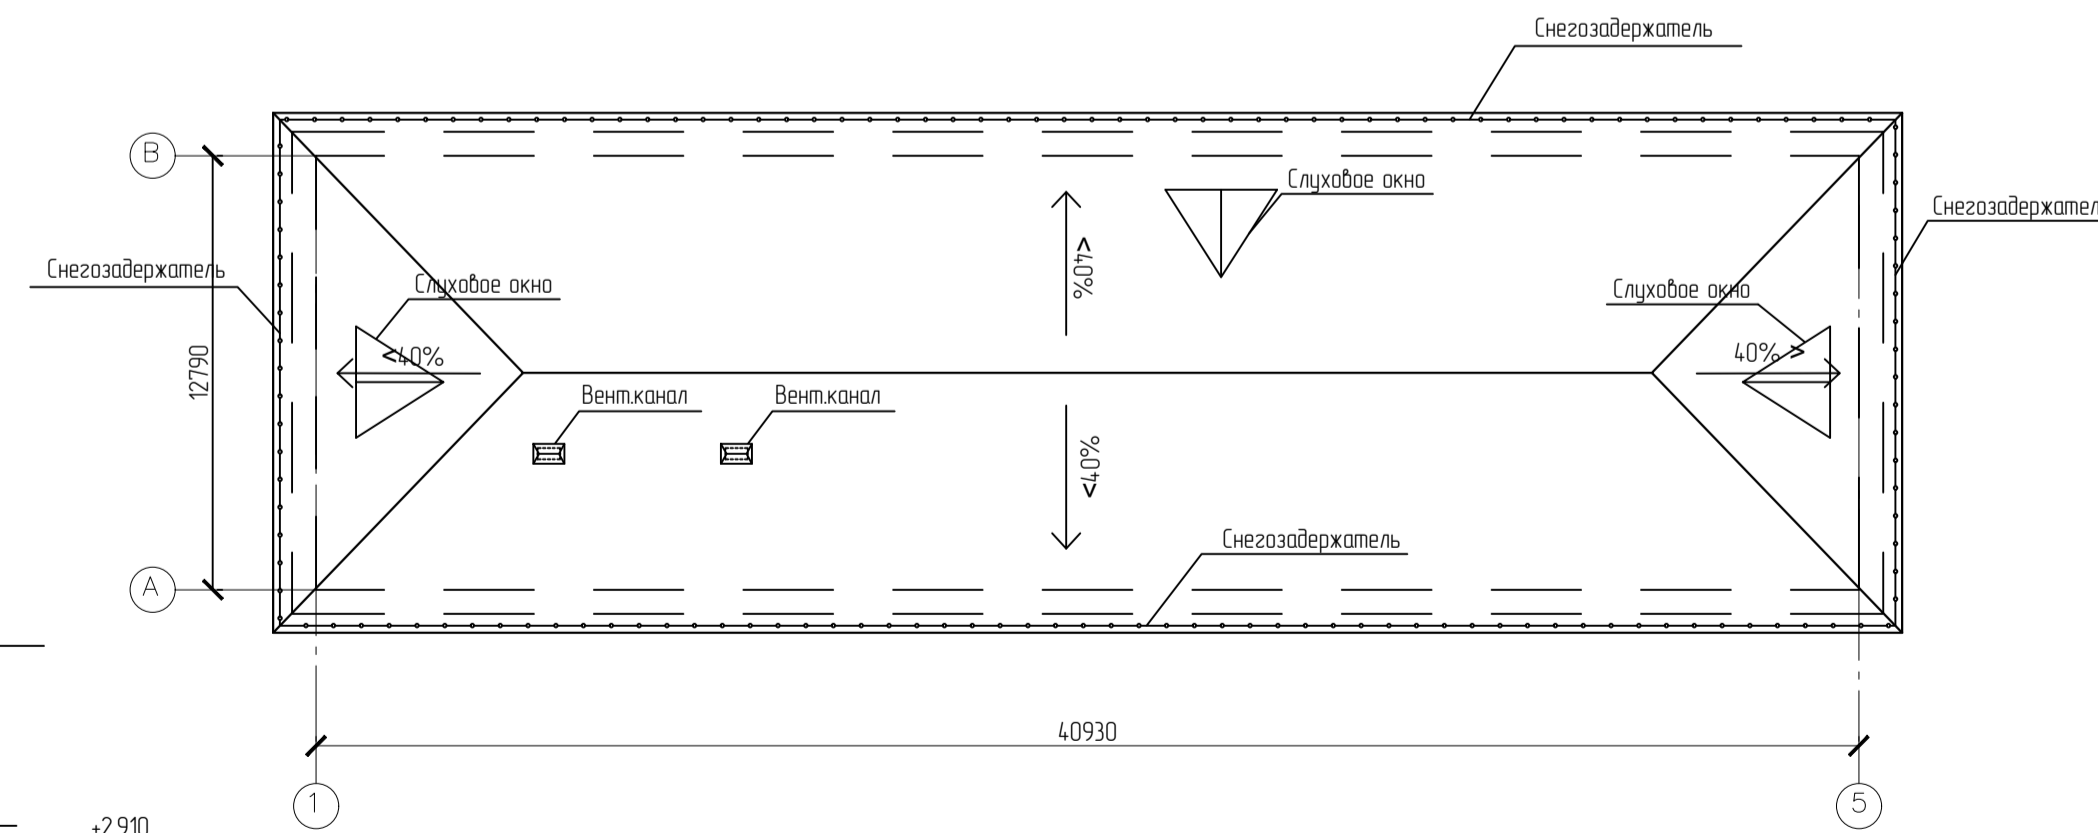 Снегозадержатель
В
Слуховое окно
<40%
Снегозадержател
Снегозадержатель
Слуховое окно
Слуховое окно
12790
<40%
40% >
Вент.канал
Вент.канал
<40%
Снегозадержатель
А
40930
1
5
+2.910